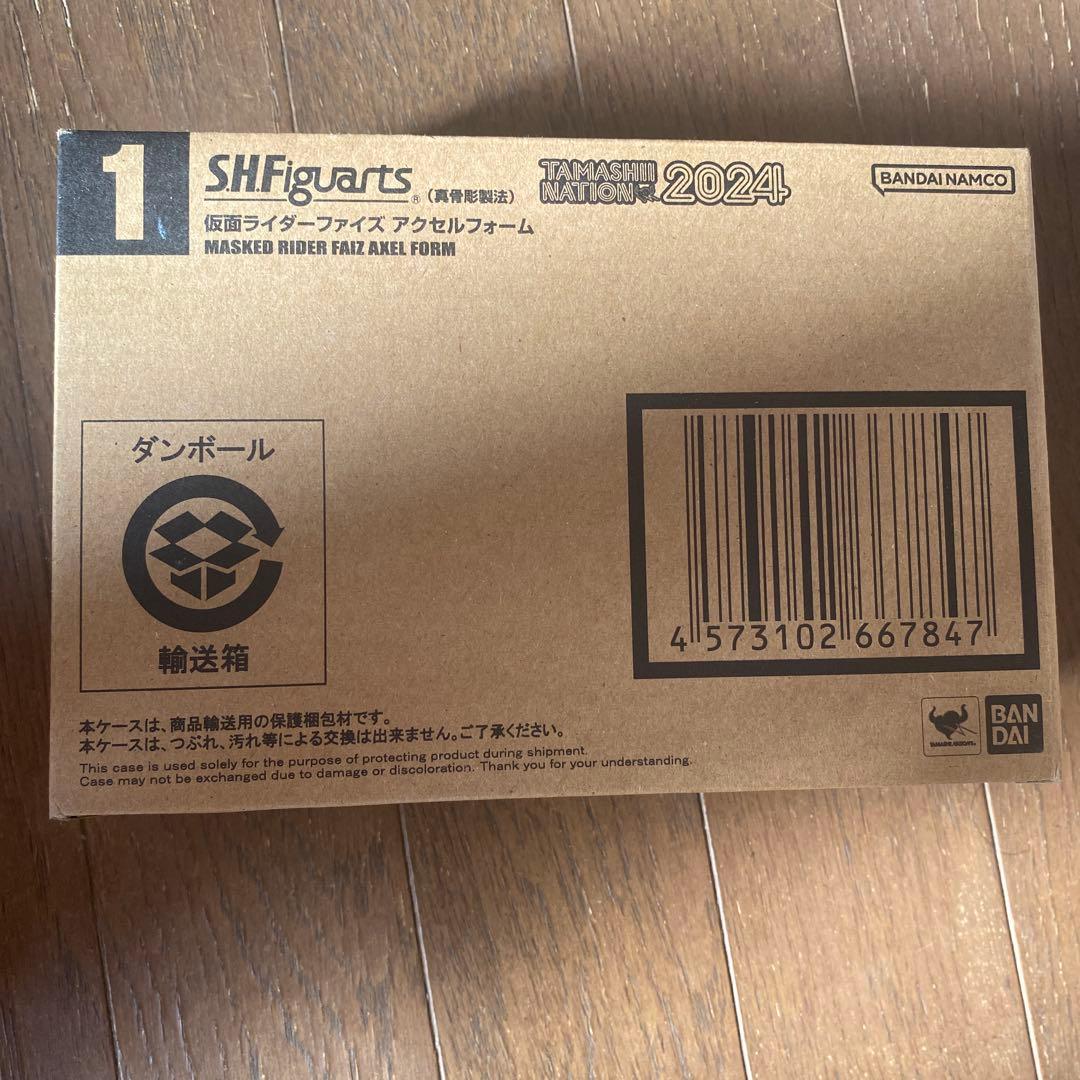 1
S.H.Figuarts® (真骨彫製法)
TAMASHII NATION 2024
BANDAI NAMCO
仮面ライダーファイズ アクセルフォーム
MASKED RIDER FAIZ AXEL FORM
ダンボール
輸送箱
4 573102 667847
本ケースは、商品輸送用の保護梱包材です。
本ケースは、つぶれ、汚れ等による交換は出来ません。ご了承ください。
This case is used solely for the purpose of protecting product during shipment.
Case may not be exchanged due to damage or discoloration. Thank you for your understanding.
TAMASHII NATIONS
BAN
DAI